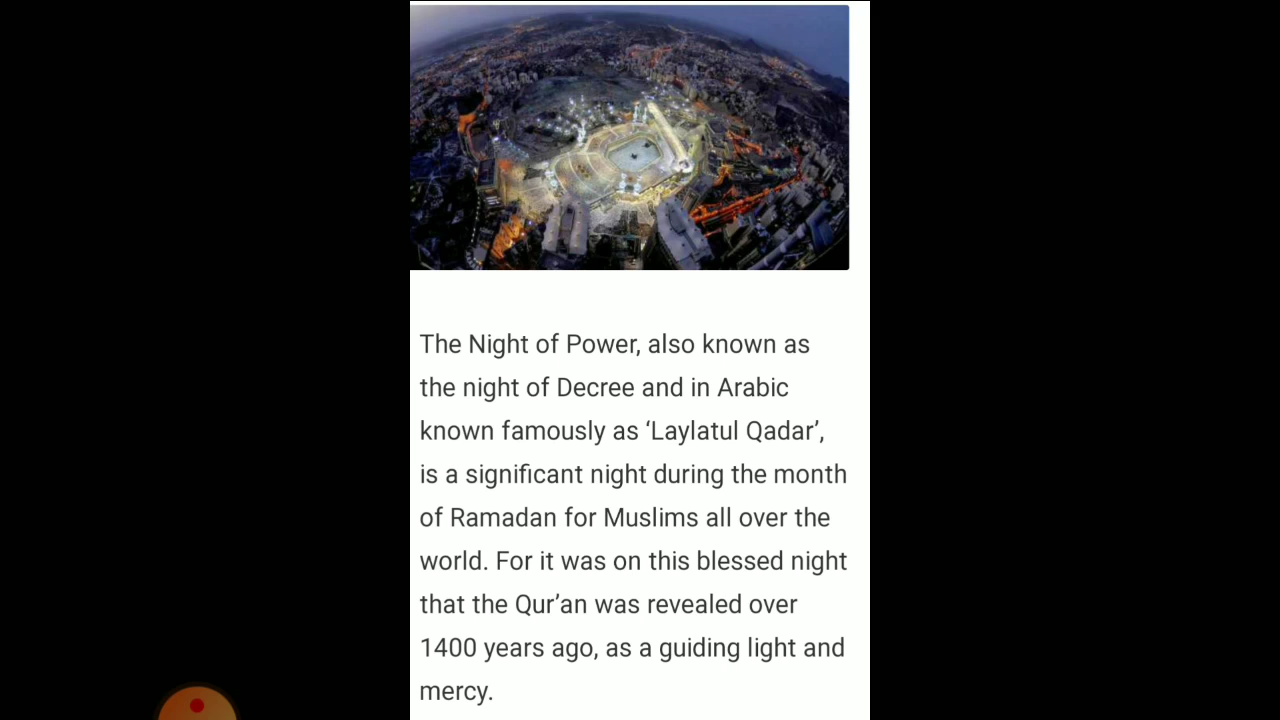 The Night of Power, also known as
the night of Decree and in Arabic
known famously as ‘Laylatul Qadar’,
is a significant night during the month
of Ramadan for Muslims all over the
world. For it was on this blessed night
that the Qur’an was revealed over
1400 years ago, as a guiding light and
mercy.